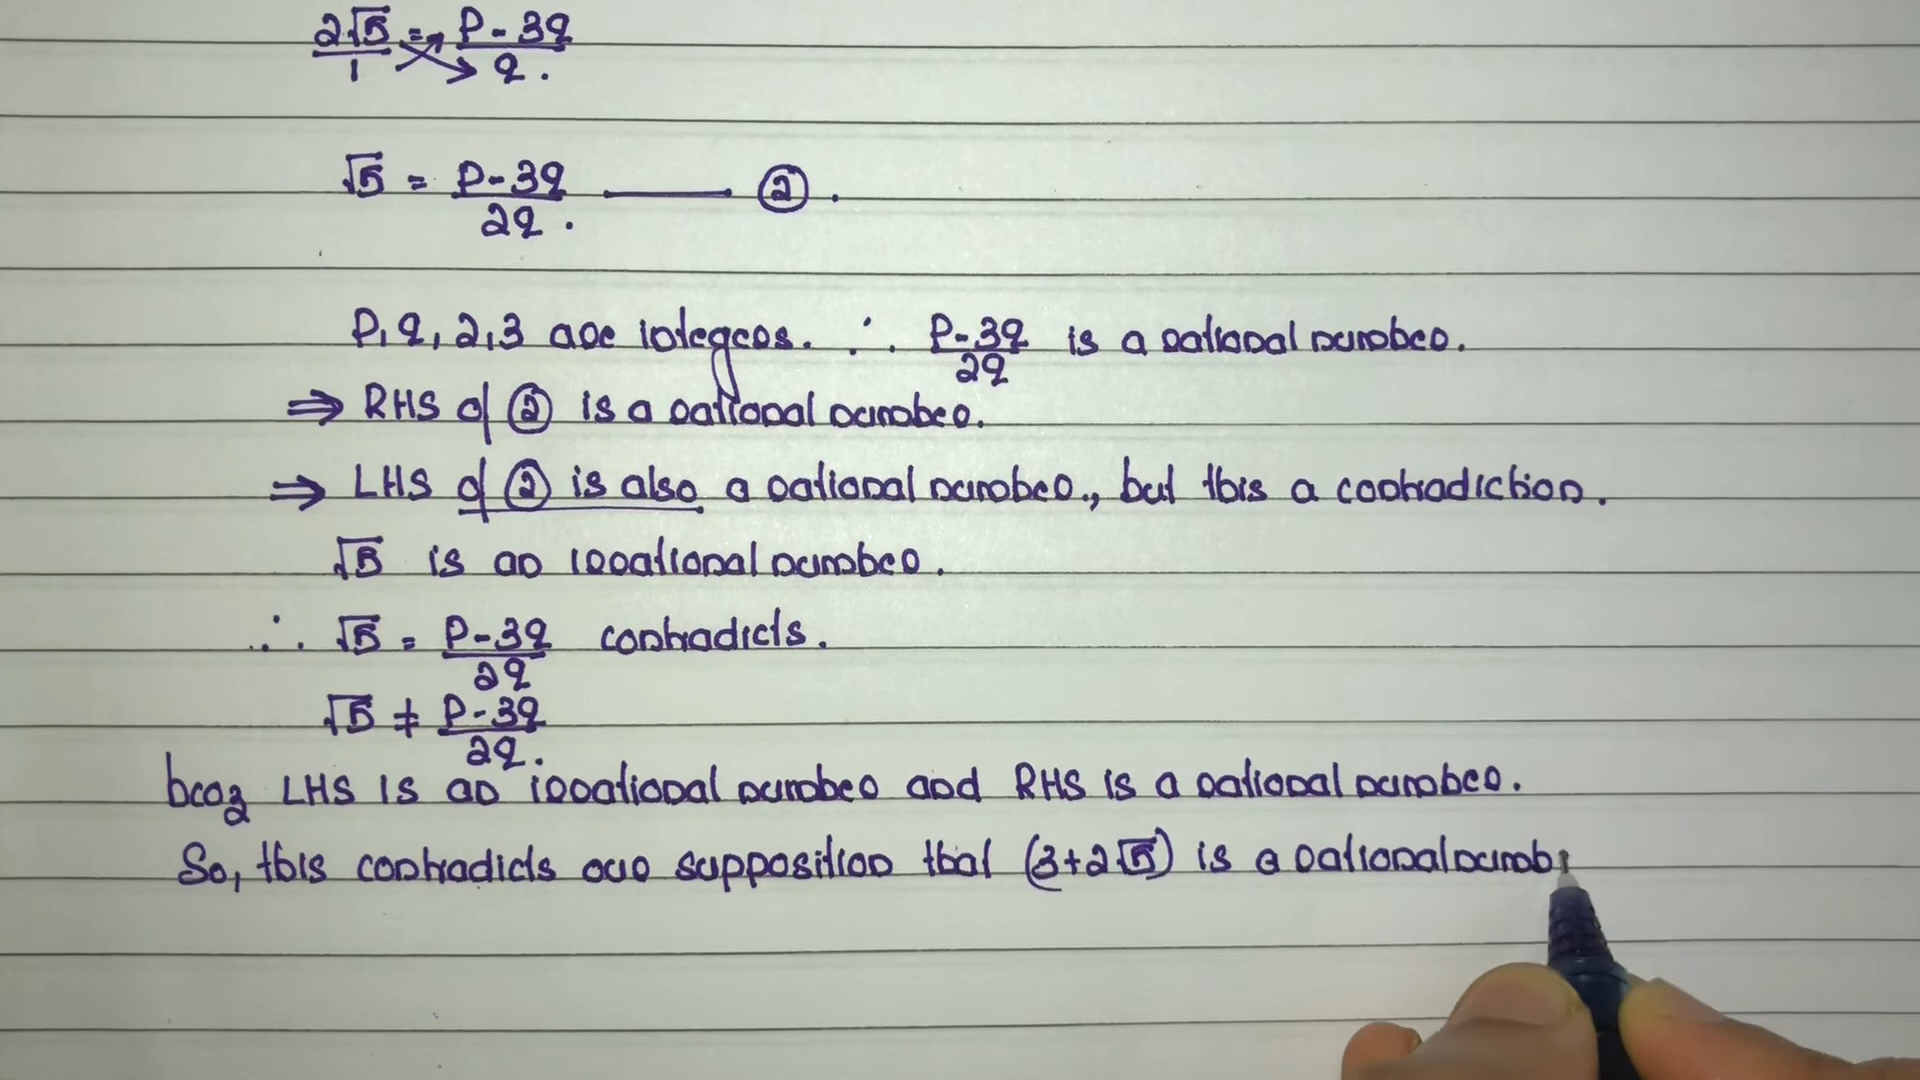 2√5/1 = P-3q/q.
√5 = P-3q/2q. ——— ②.
P, q, 2, 3 are integers. ∴ P-3q/2q is a rational number.
⇒ RHS of ② is a rational number.
⇒ LHS of ② is also a rational number., but this a contradiction.
√5 is an irrational number.
∴ √5 = P-3q/2q contradicts.
√5 ≠ P-3q/2q.
bcoz LHS is an irrational number and RHS is a rational number.
So, this contradicts our supposition that (3+2√5) is a rational numb